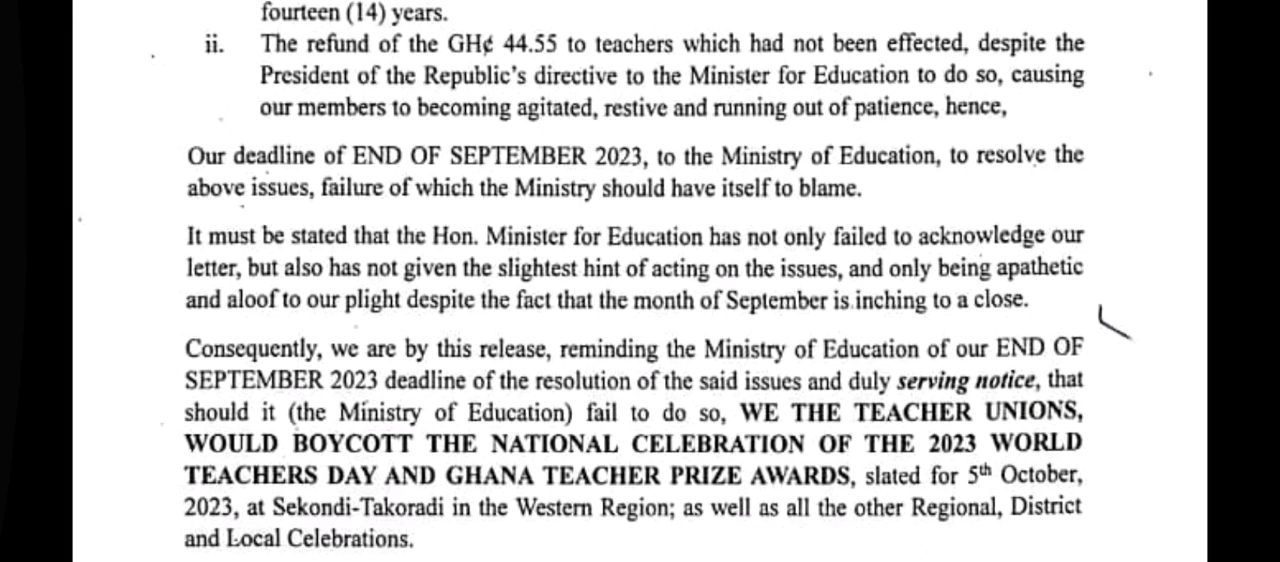 fourteen (14) years.
ii. The refund of the GH¢ 44.55 to teachers which had not been effected, despite the
President of the Republic's directive to the Minister for Education to do so, causing
our members to becoming agitated, restive and running out of patience, hence,
Our deadline of END OF SEPTEMBER 2023, to the Ministry of Education, to resolve the
above issues, failure of which the Ministry should have itself to blame.
It must be stated that the Hon. Minister for Education has not only failed to acknowledge our
letter, but also has not given the slightest hint of acting on the issues, and only being apathetic
and aloof to our plight despite the fact that the month of September is inching to a close.
Consequently, we are by this release, reminding the Ministry of Education of our END OF
SEPTEMBER 2023 deadline of the resolution of the said issues and duly serving notice, that
should it (the Ministry of Education) fail to do so, WE THE TEACHER UNIONS,
WOULD BOYCOTT THE NATIONAL CELEBRATION OF THE 2023 WORLD
TEACHERS DAY AND GHANA TEACHER PRIZE AWARDS, slated for 5th October,
2023, at Sekondi-Takoradi in the Western Region; as well as all the other Regional, District
and Local Celebrations.